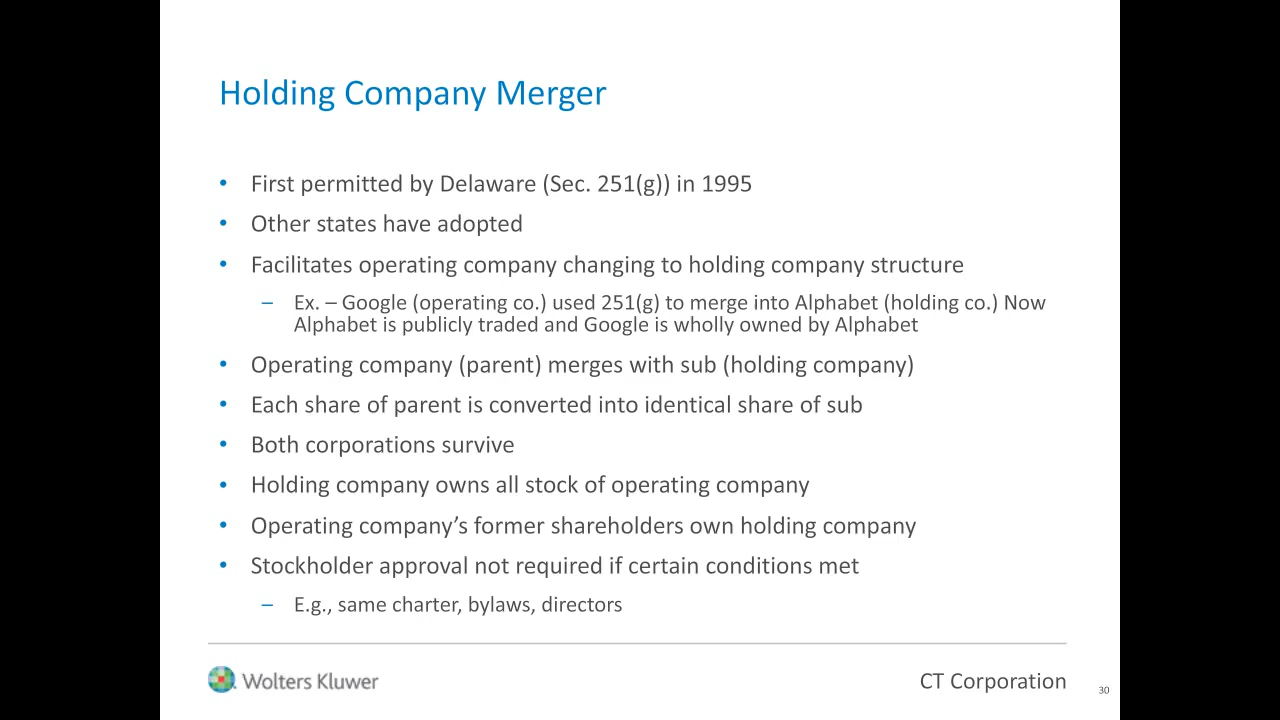 Holding Company Merger
• First permitted by Delaware (Sec. 251(g)) in 1995
• Other states have adopted
• Facilitates operating company changing to holding company structure
– Ex. – Google (operating co.) used 251(g) to merge into Alphabet (holding co.) Now
Alphabet is publicly traded and Google is wholly owned by Alphabet
• Operating company (parent) merges with sub (holding company)
• Each share of parent is converted into identical share of sub
• Both corporations survive
• Holding company owns all stock of operating company
• Operating company’s former shareholders own holding company
• Stockholder approval not required if certain conditions met
– E.g., same charter, bylaws, directors
Wolters Kluwer
CT Corporation
30